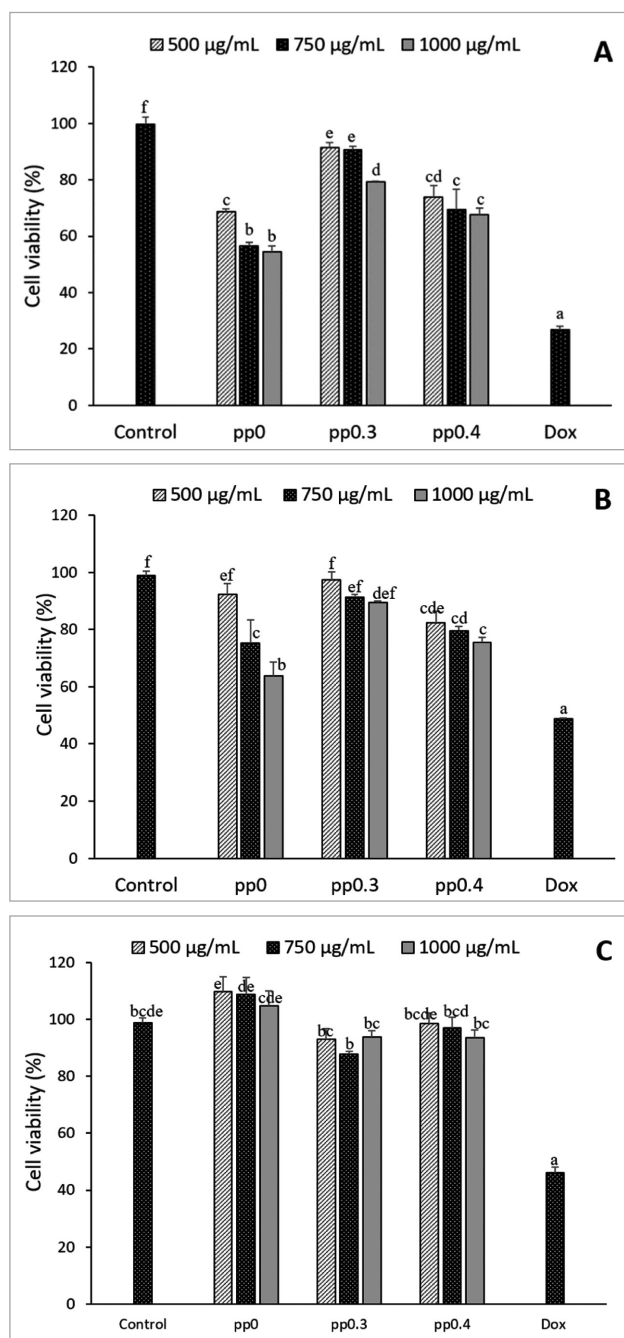 500 µg/mL 750 µg/mL 1000 µg/mL A
120
100
80
60
40
20
0
Cell viability (%)
f
c b b
e e d
cd c c
a
Control pp0 pp0.3 pp0.4 Dox
500 µg/mL 750 µg/mL 1000 µg/mL B
120
100
80
60
40
20
0
Cell viability (%)
f
ef c b
f ef def
cde cd c
a
Control pp0 pp0.3 pp0.4 Dox
500 µg/mL 750 µg/mL 1000 µg/mL C
120
100
80
60
40
20
0
Cell viability (%)
bcde
e de cde
bc b bc
bcde bcd bc
a
Control pp0 pp0.3 pp0.4 Dox